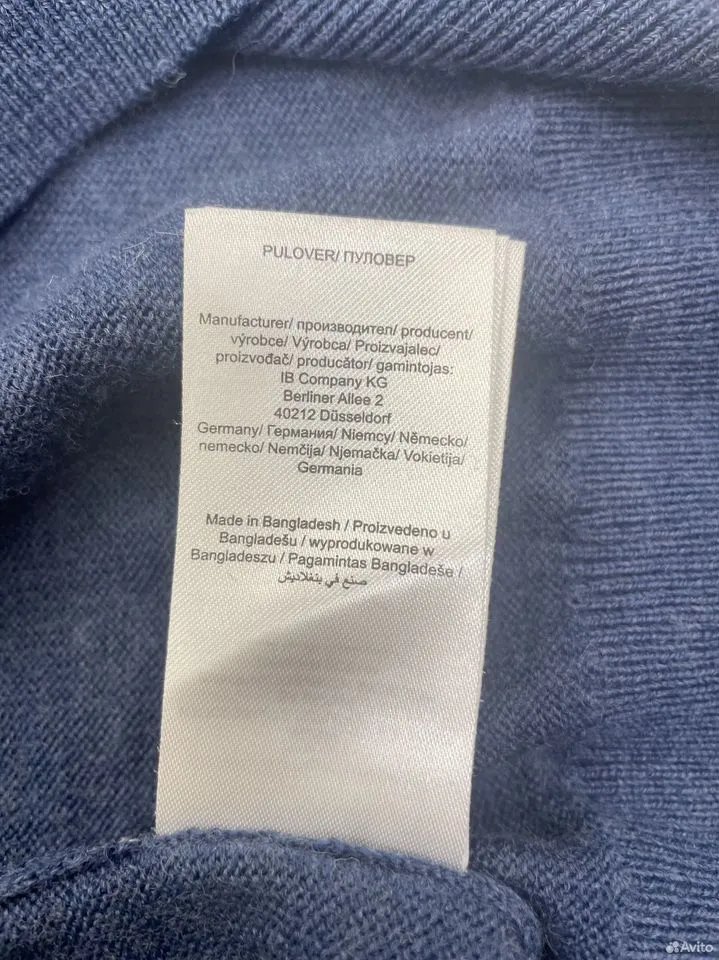 PULOVER/ ПУЛОВЕР
Manufacturer/ производител/ producent/
výrobce/ Výrobca/ Proizvajalec/
proizvođač/ producător/ gamintojas:
IB Company KG
Berliner Allee 2
40212 Düsseldorf
Germany/ Германия/ Niemcy/ Německo/
nemecko/ Nemčija/ Njemačka/ Vokietija/
Germania
Made in Bangladesh / Proizvedeno u
Bangladešu / wyprodukowane w
Bangladeszu / Pagamintas Bangladeše /
صنع في بنغلاديش
Avito